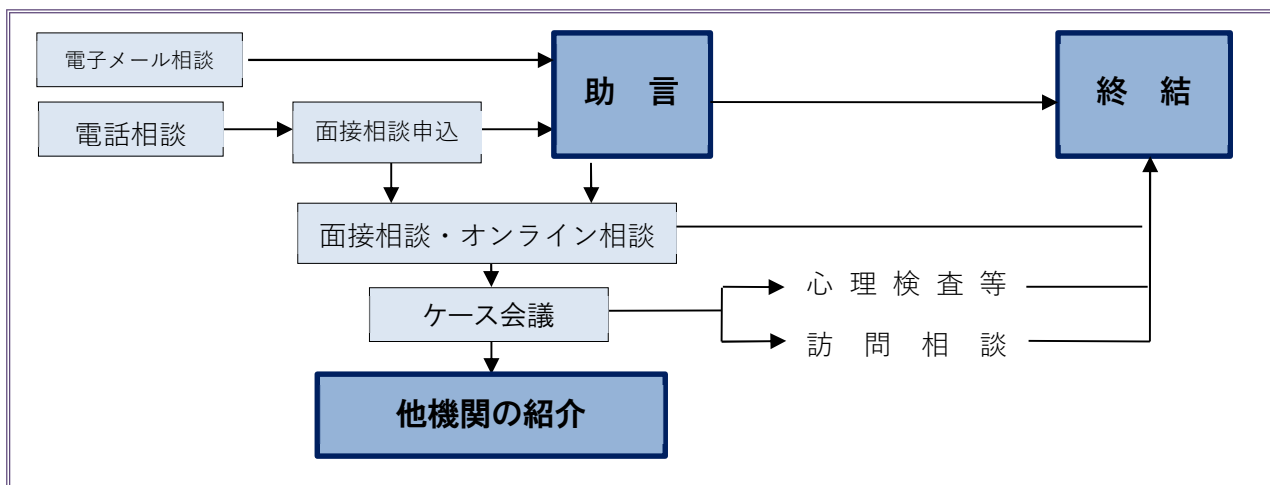 電子メール相談
助　言
終　結
電話相談
面接相談申込
面接相談・オンライン相談
心理検査等
ケース会議
訪問相談
他機関の紹介